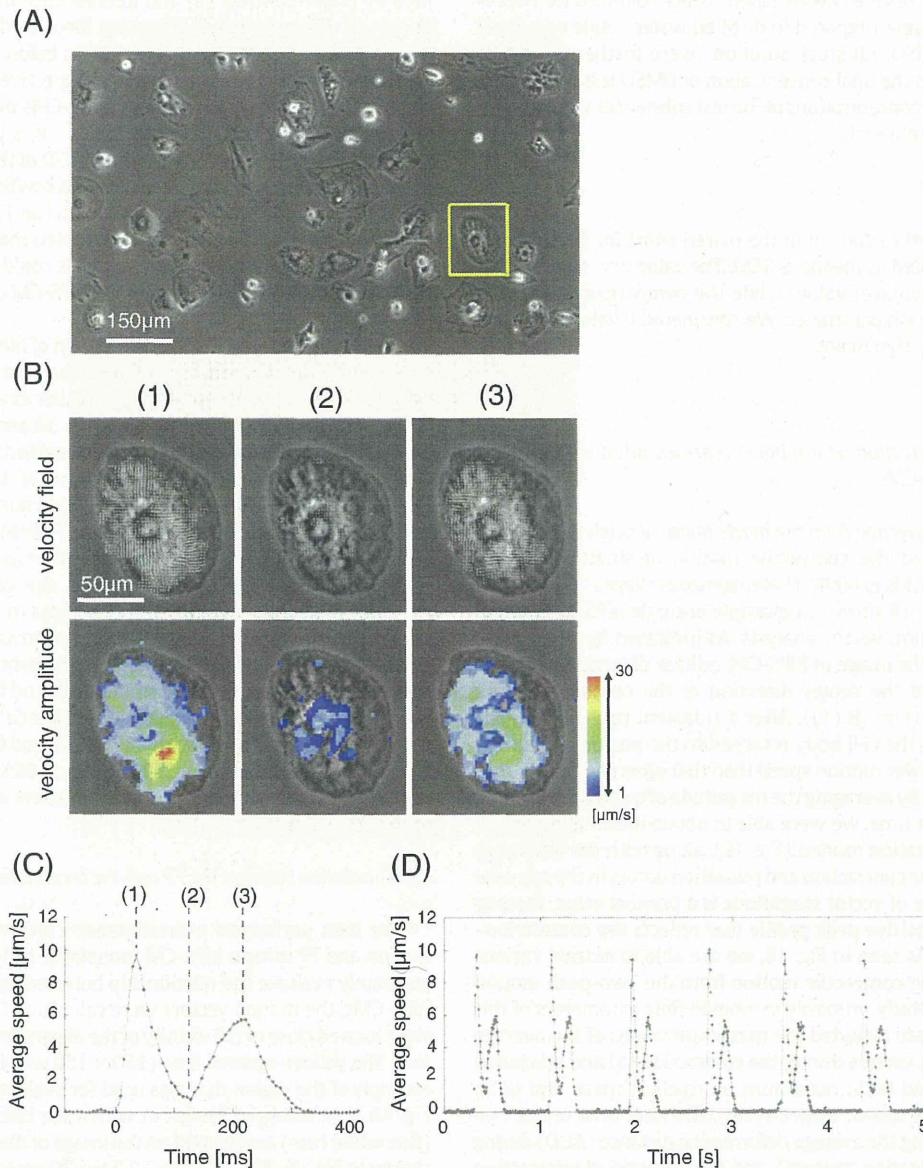 (A)
150μm
(B)
(1) (2) (3)
velocity field
50μm
velocity amplitude
30
1
[μm/s]
(C)
(1) (2) (3)
Average speed [μm/s]
12
10
8
6
4
2
0
0 200 400
Time [ms]
(D)
Average speed [μm/s]
12
10
8
6
4
2
0
0 1 2 3 4 5
Time [s]